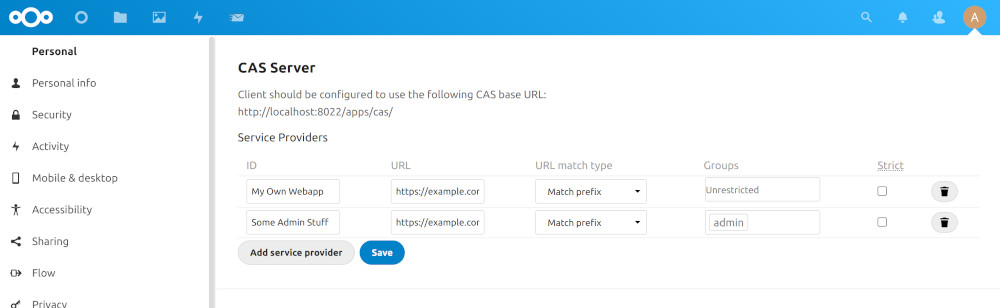 A
Personal
Personal info
Security
Activity
Mobile & desktop
Accessibility
Sharing
Flow
Privacy
CAS Server
Client should be configured to use the following CAS base URL:
http://localhost:8022/apps/cas/
Service Providers
ID URL URL match type Groups Strict
My Own Webapp https://example.cor Match prefix Unrestricted
Some Admin Stuff https://example.cor Match prefix admin
Add service provider Save